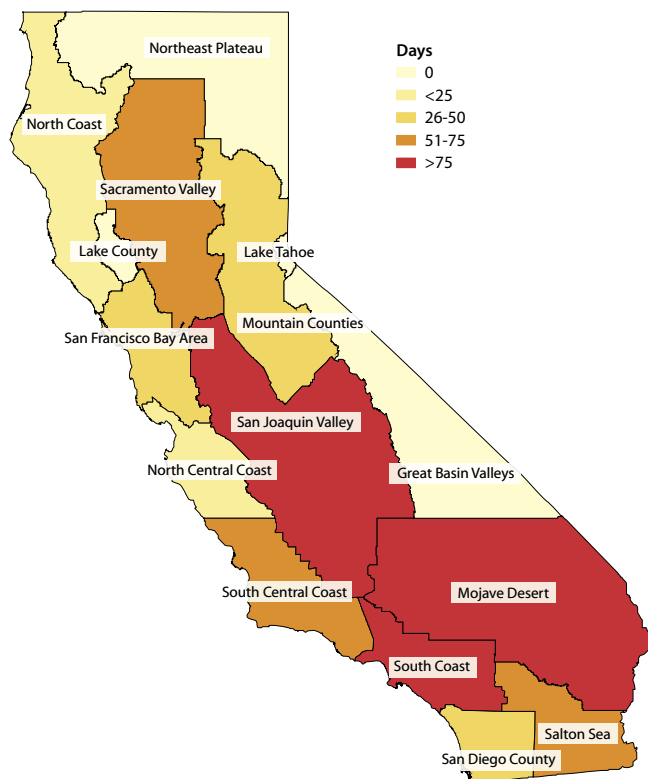 Northeast Plateau
Days
0
<25
26-50
51-75
>75
North Coast
Sacramento Valley
Lake County
Lake Tahoe
San Francisco Bay Area
Mountain Counties
San Joaquin Valley
North Central Coast
Great Basin Valleys
South Central Coast
Mojave Desert
South Coast
Salton Sea
San Diego County